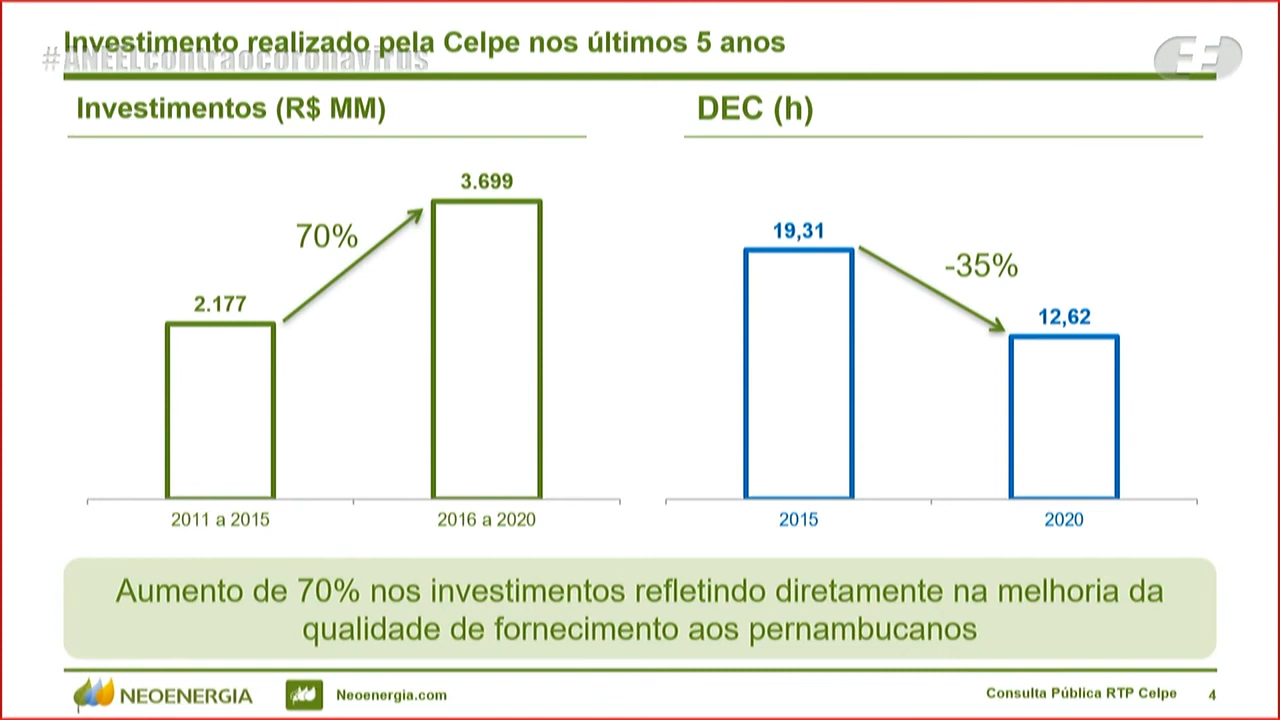 Investimento realizado pela Celpe nos últimos 5 anos
#ANEELcontraocoronavirus
Investimentos (R$ MM)
DEC (h)
3.699
70%
2.177
2011 a 2015
2016 a 2020
19,31
-35%
12,62
2015
2020
Aumento de 70% nos investimentos refletindo diretamente na melhoria da
qualidade de fornecimento aos pernambucanos
NEOENERGIA
Neoenergia.com
Consulta Pública RTP Celpe
4